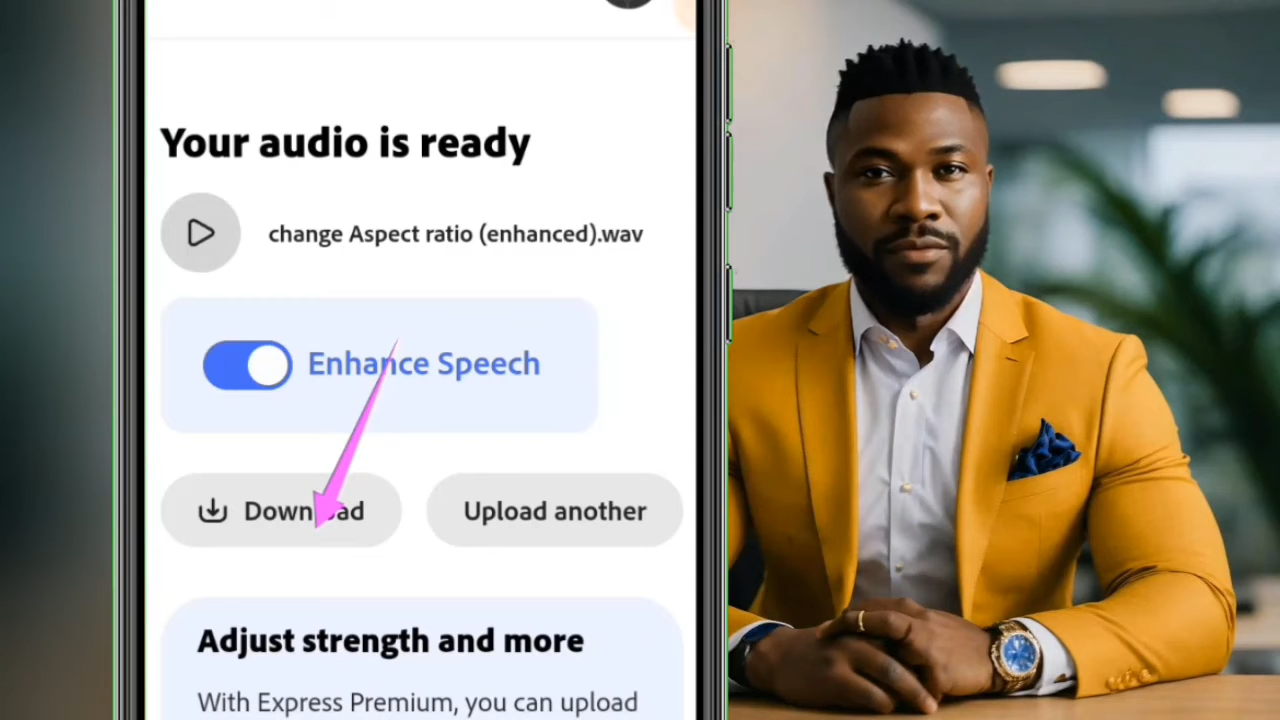 Your audio is ready
change Aspect ratio (enhanced).wav
Enhance Speech
Download
Upload another
Adjust strength and more
With Express Premium, you can upload